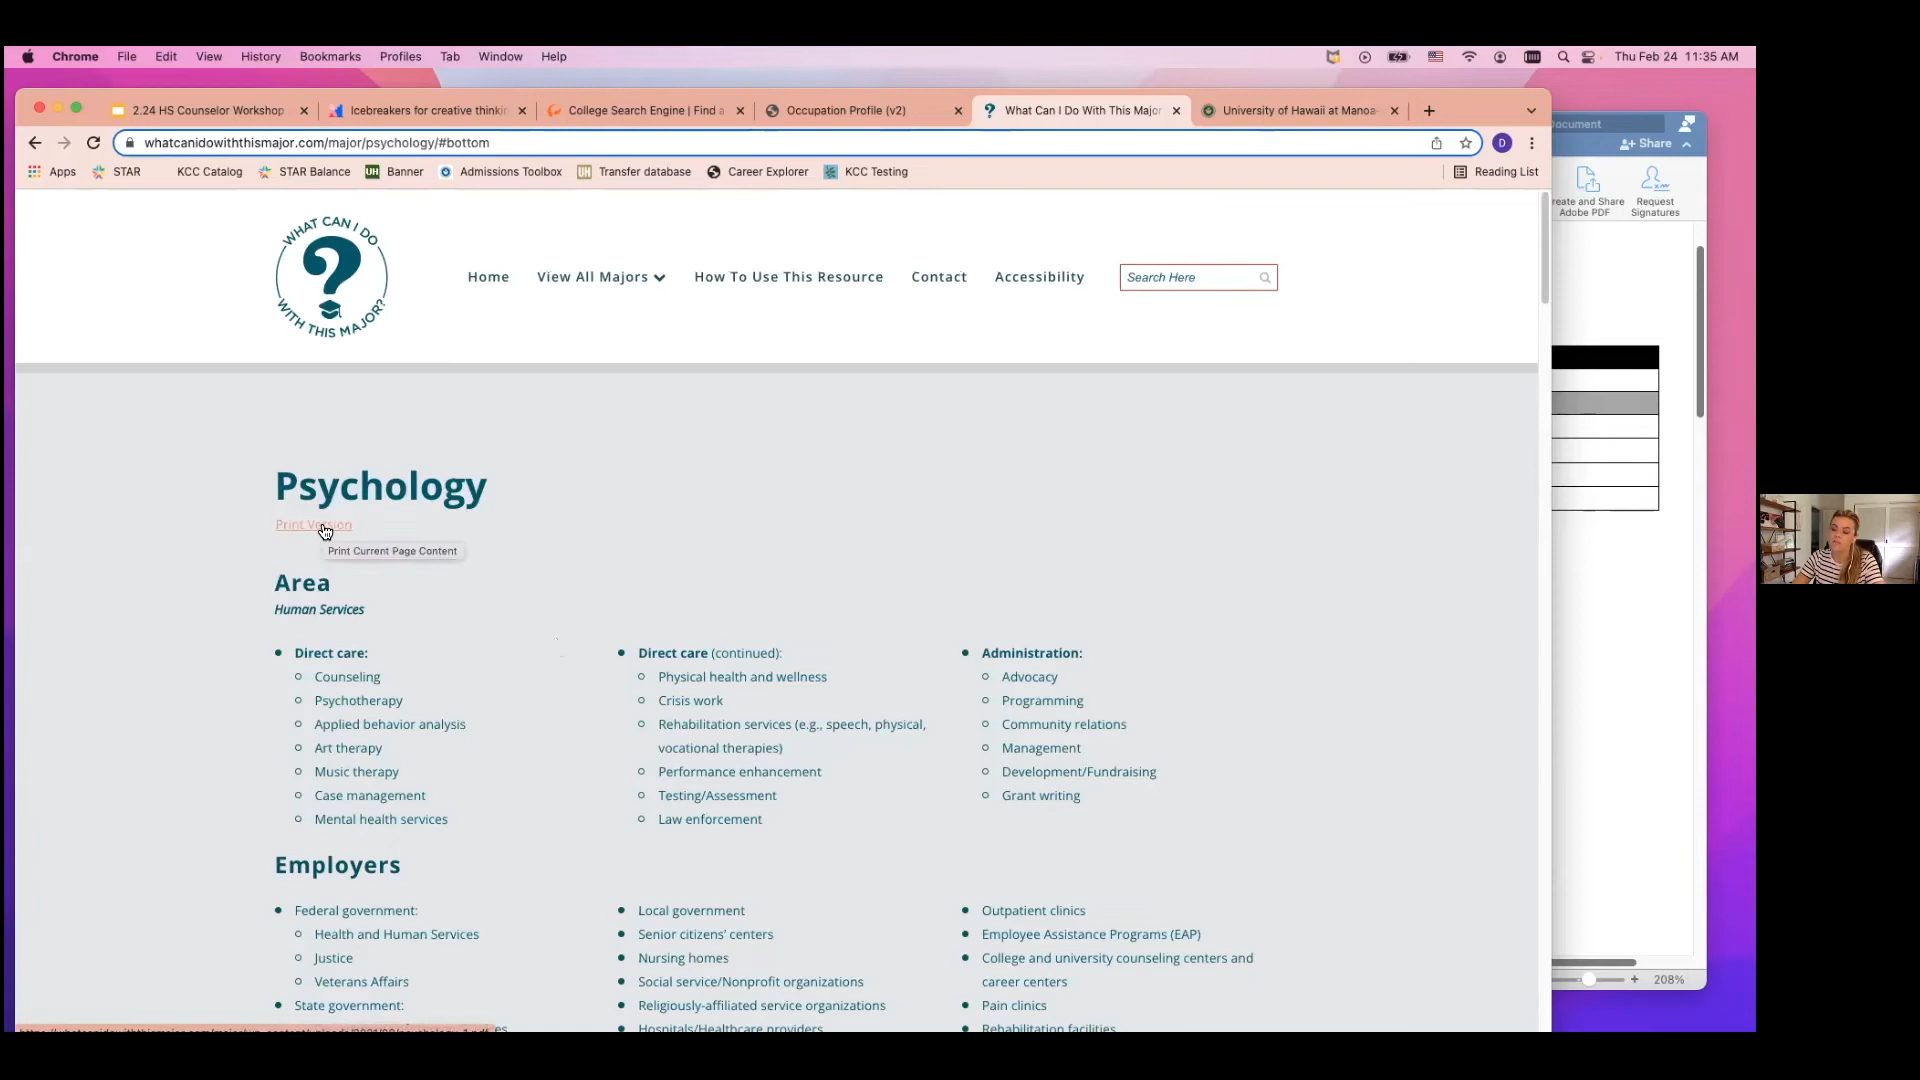 Chrome File Edit View History Bookmarks Profiles Tab Window Help Thu Feb 24 11:35 AM
2.24 HS Counselor Workshop Icebreakers for creative thinkin College Search Engine | Find a Occupation Profile (v2) What Can I Do With This Major University of Hawaii at Manoa-
ocument
whatcanidowiththismajor.com/major/psychology/#bottom D
Share
Apps STAR KCC Catalog STAR Balance UH Banner Admissions Toolbox Transfer database Career Explorer KCC Testing Reading List
reate and Share
Adobe PDF
Request
Signatures
WHAT CAN I DO
?
WITH THIS MAJOR?
Home View All Majors How To Use This Resource Contact Accessibility Search Here
Psychology
Print Version
Print Current Page Content
Area
Human Services
Direct care:
Counseling
Psychotherapy
Applied behavior analysis
Art therapy
Music therapy
Case management
Mental health services
Direct care (continued):
Physical health and wellness
Crisis work
Rehabilitation services (e.g., speech, physical,
vocational therapies)
Performance enhancement
Testing/Assessment
Law enforcement
Administration:
Advocacy
Programming
Community relations
Management
Development/Fundraising
Grant writing
Employers
Federal government:
Health and Human Services
Justice
Veterans Affairs
State government:
Local government
Senior citizens' centers
Nursing homes
Social service/Nonprofit organizations
Religiously-affiliated service organizations
Hospitals/Healthcare providers
Outpatient clinics
Employee Assistance Programs (EAP)
College and university counseling centers and
career centers
Pain clinics
Rehabilitation facilities
208%